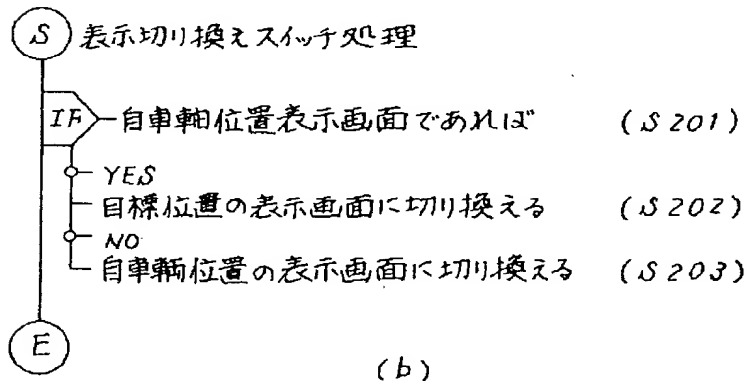 S 表示切り換えスイッチ処理
IF 自車輌位置表示画面であれば (S201)
YES
目標位置の表示画面に切り換える (S202)
NO
自車輌位置の表示画面に切り換える (S203)
E
(b)